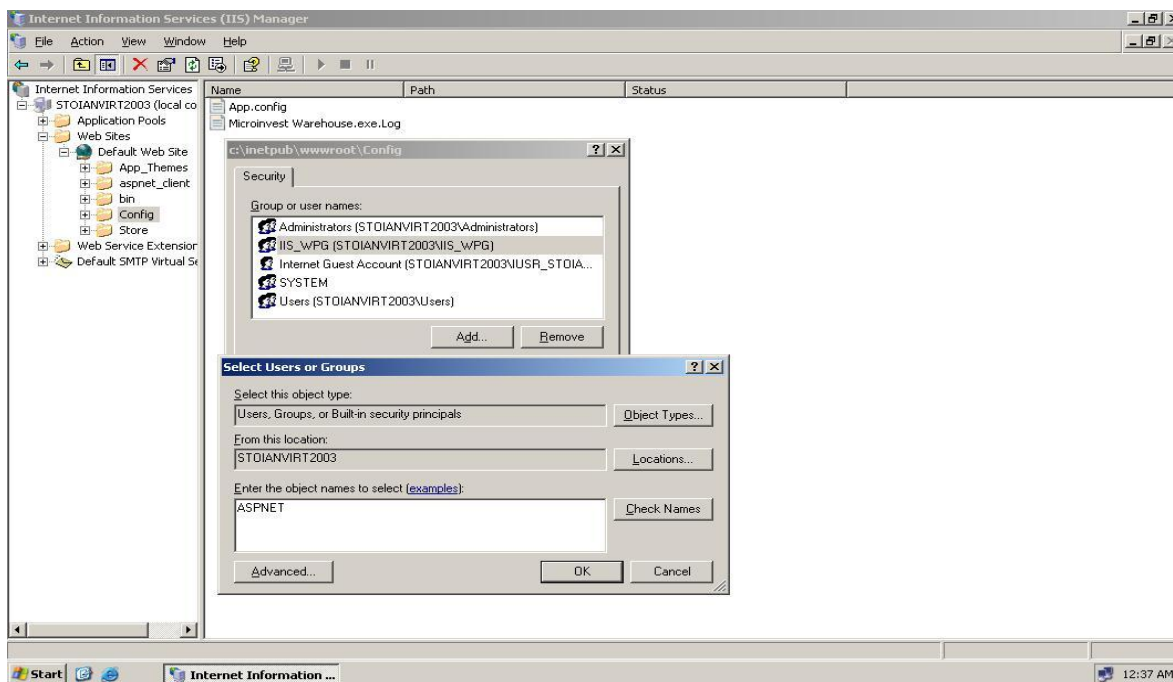 Internet Information Services (IIS) Manager
File Action View Window Help
Internet Information Services
STOIANVIRT2003 (local co
Application Pools
Web Sites
Default Web Site
App_Themes
aspnet_client
bin
Config
Store
Web Service Extension
Default SMTP Virtual Se
Name Path Status
App.config
Microinvest Warehouse.exe.Log
c:\inetpub\wwwroot\Config
Security
Group or user names:
Administrators (STOIANVIRT2003\Administrators)
IIS_WPG (STOIANVIRT2003\IIS_WPG)
Internet Guest Account (STOIANVIRT2003\IUSR_STOIA...
SYSTEM
Users (STOIANVIRT2003\Users)
Add... Remove
Select Users or Groups
Select this object type:
Users, Groups, or Built-in security principals Object Types...
From this location:
STOIANVIRT2003 Locations...
Enter the object names to select (examples):
ASPNET Check Names
Advanced... OK Cancel
Start Internet Information ... 12:37 AM